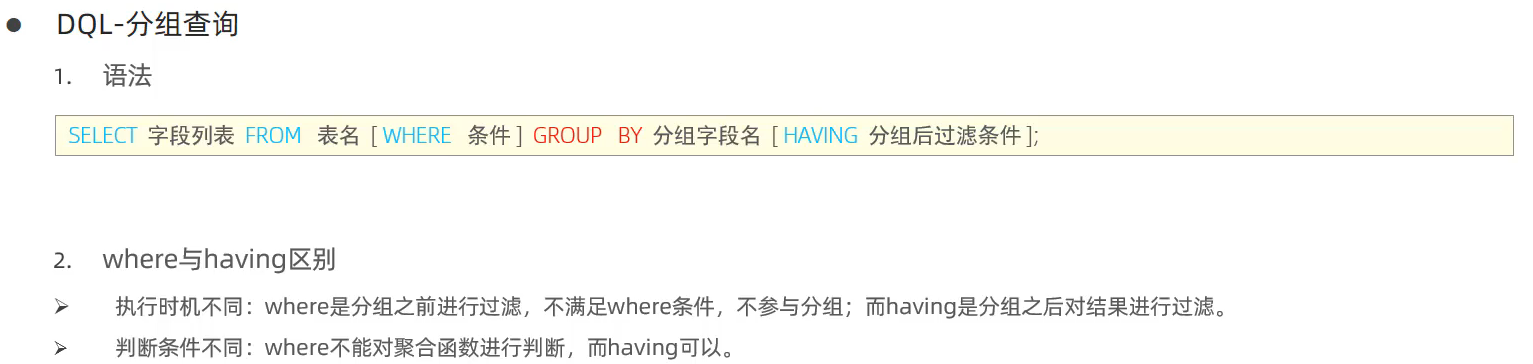 ● DQL-分组查询
1. 语法
SELECT 字段列表 FROM 表名 [ WHERE 条件 ] GROUP BY 分组字段名 [ HAVING 分组后过滤条件 ];
2. where与having区别
➢ 执行时机不同：where是分组之前进行过滤，不满足where条件，不参与分组；而having是分组之后对结果进行过滤。
➢ 判断条件不同：where不能对聚合函数进行判断，而having可以。